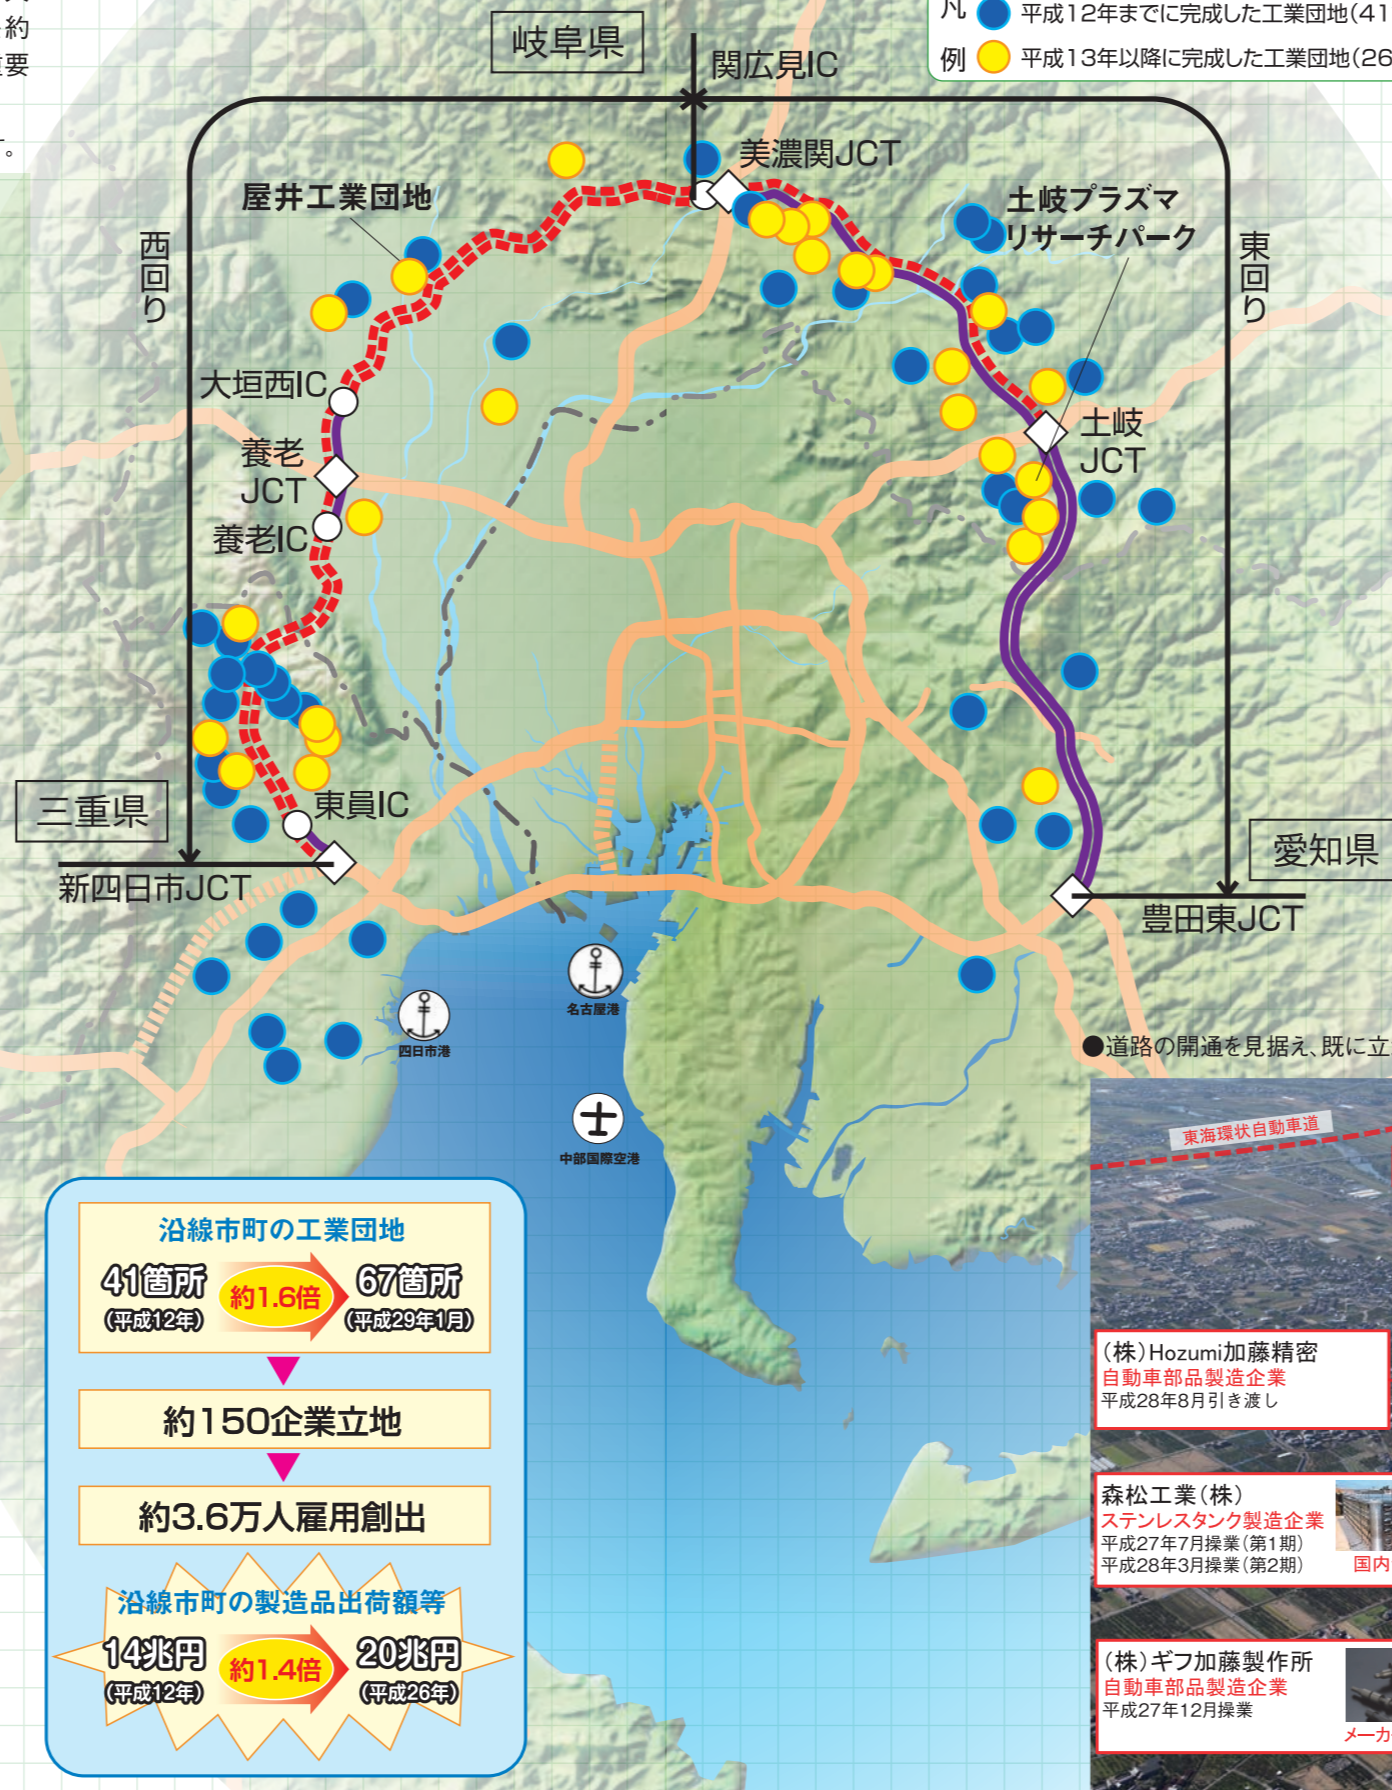 約
要
。
凡
例
平成12年までに完成した工業団地(41
平成13年以降に完成した工業団地(26
岐阜県
関広見IC
美濃関JCT
屋井工業団地
土岐プラズマ
リサーチパーク
西回り
東回り
大垣西IC
養老
JCT
養老IC
土岐
JCT
三重県
東員IC
新四日市JCT
愛知県
豊田東JCT
名古屋港
四日市港
中部国際空港
●道路の開通を見据え、既に立
東海環状自動車道
沿線市町の工業団地
41箇所 約1.6倍 67箇所
(平成12年) (平成29年1月)
約150企業立地
約3.6万人雇用創出
沿線市町の製造品出荷額等
14兆円 約1.4倍 20兆円
(平成12年) (平成26年)
(株)Hozumi加藤精密
自動車部品製造企業
平成28年8月引き渡し
森松工業(株)
ステンレスタンク製造企業
平成27年7月操業(第1期)
平成28年3月操業(第2期)
国内
(株)ギフ加藤製作所
自動車部品製造企業
平成27年12月操業
メーカ